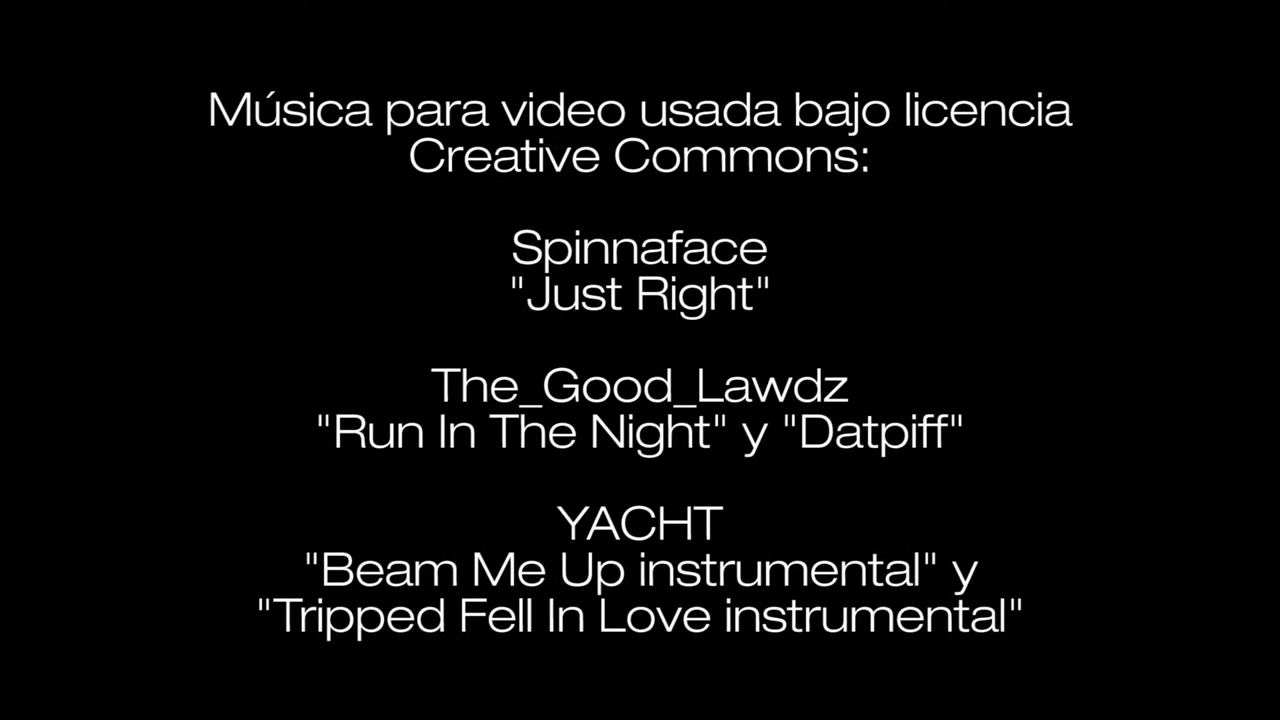 Música para video usada bajo licencia
Creative Commons:
Spinnaface
"Just Right"
The_Good_Lawdz
"Run In The Night" y "Datpiff"
YACHT
"Beam Me Up instrumental" y
"Tripped Fell In Love instrumental"